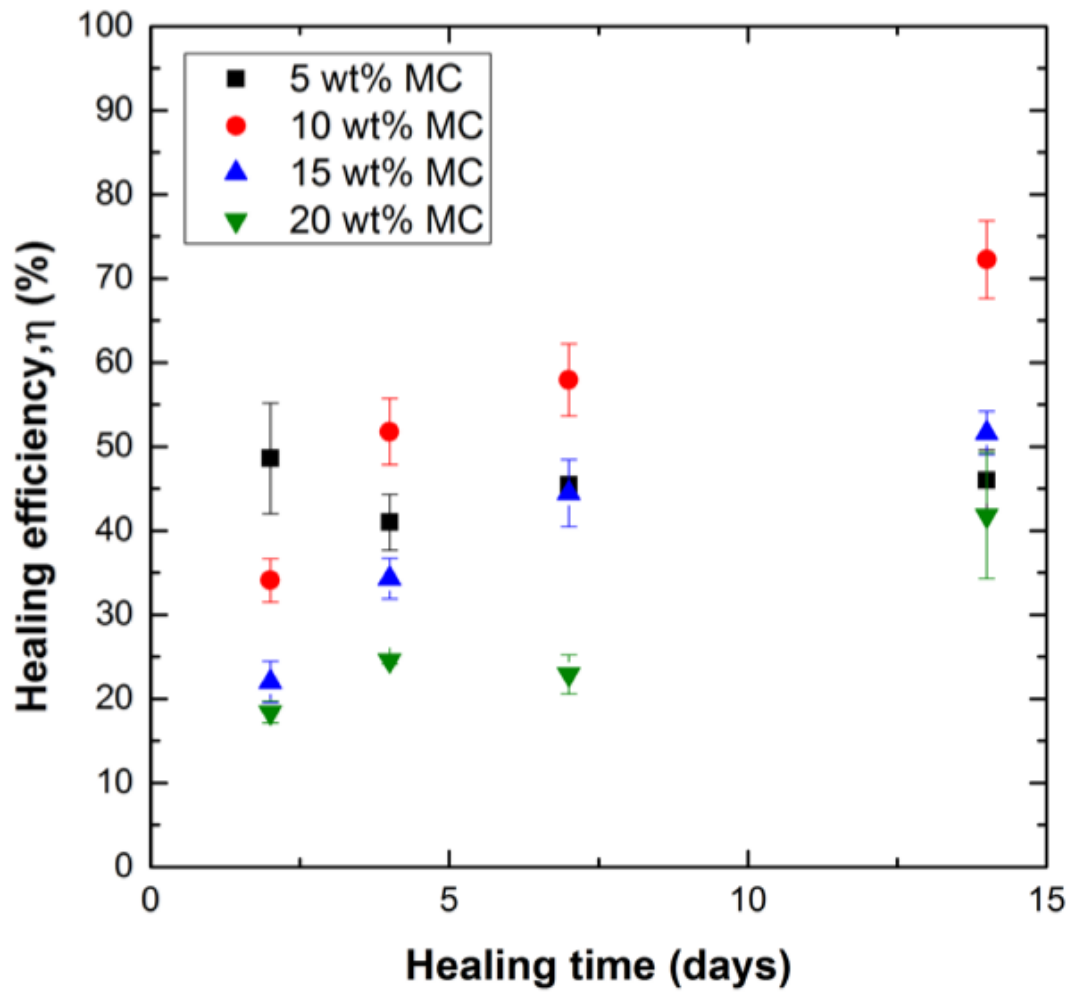 100
90
80
70
60
50
40
30
20
10
0
Healing efficiency,η (%)
5 wt% MC
10 wt% MC
15 wt% MC
20 wt% MC
0 5 10 15
Healing time (days)